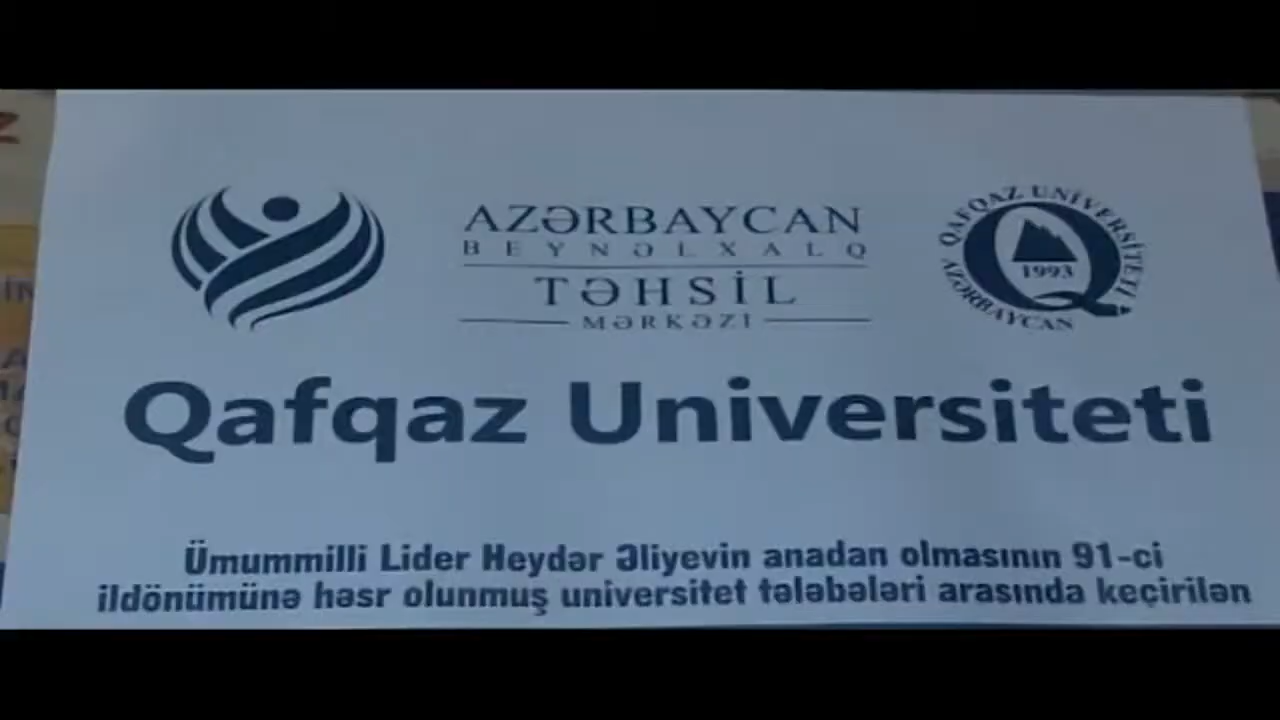 AZƏRBAYCAN
BEYNƏLXALQ
TƏHSİL
MƏRKƏZI
QAFQAZ UNİVERSİTETİ
1993
AZƏRBAYCAN
Qafqaz Universiteti
Ümummilli Lider Heydər Əliyevin anadan olmasının 91-ci
ildönümünə həsr olunmuş universitet tələbələri arasında keçirilən